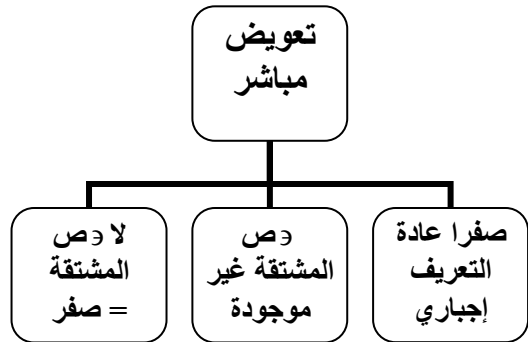 تعويض
مباشر
صفرا عادة
التعريف
إجباري
∋ ص
المشتقة غير
موجودة
لا ∋ ص
المشتقة
= صفر